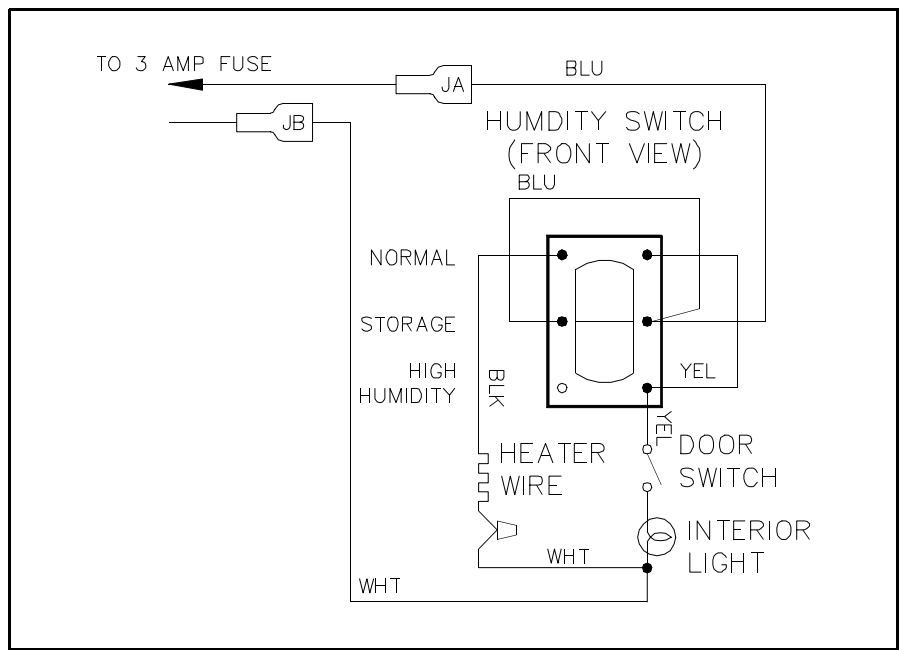 TO 3 AMP FUSE
JA
BLU
JB
HUMDITY SWITCH
(FRONT VIEW)
BLU
NORMAL
STORAGE
HIGH
HUMIDITY
BLK
YEL
YEL
DOOR
SWITCH
HEATER
WIRE
INTERIOR
LIGHT
WHT
WHT